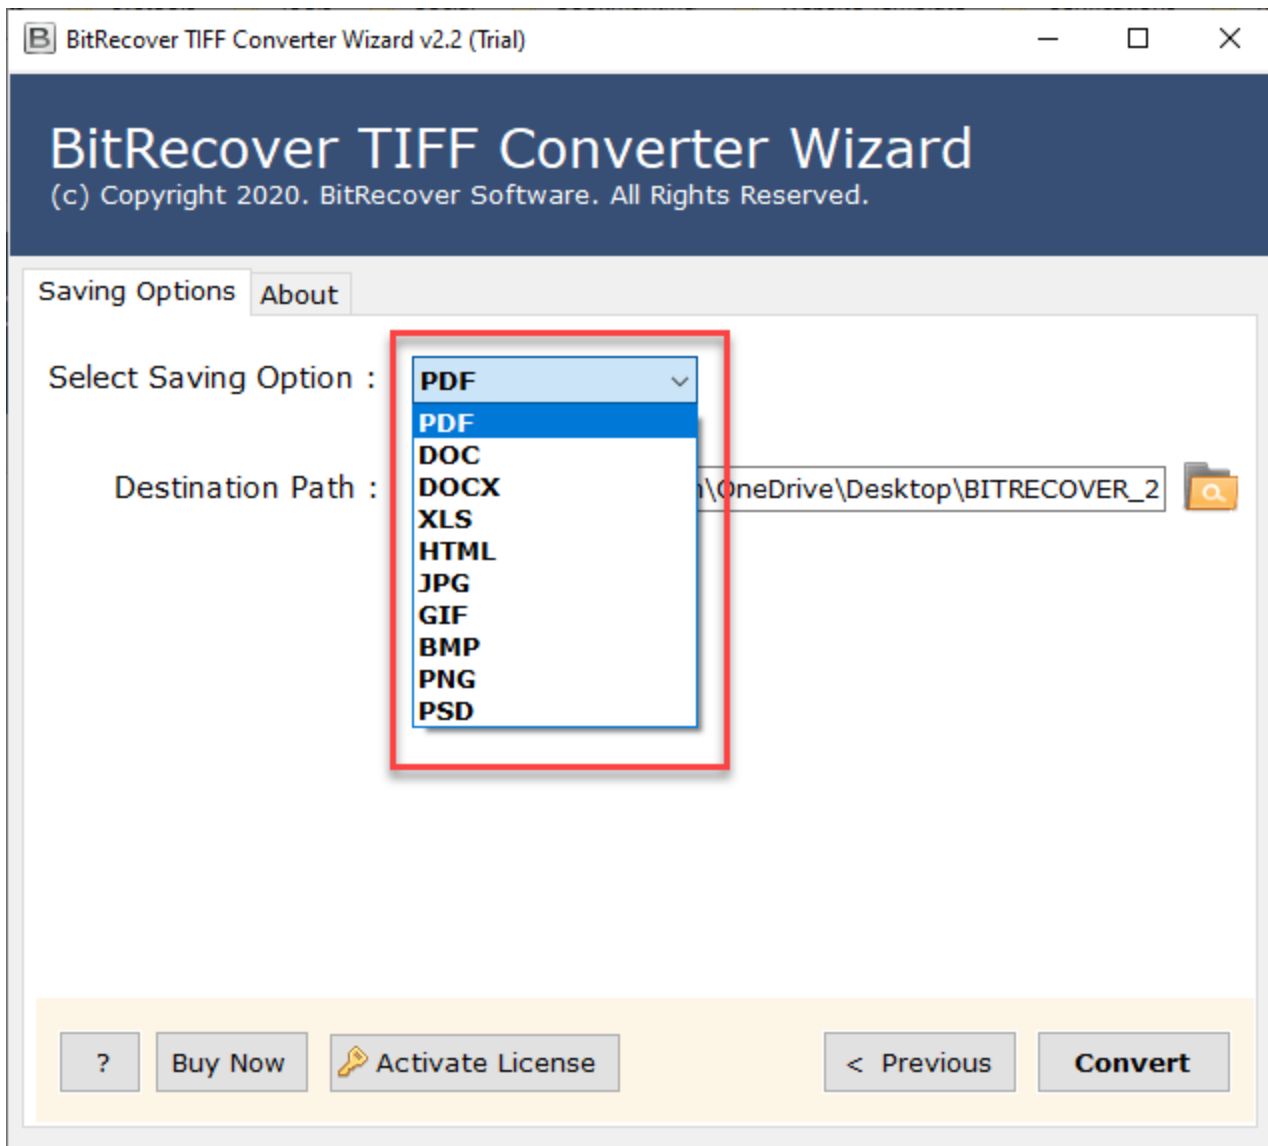 BitRecover TIFF Converter Wizard v2.2 (Trial)
BitRecover TIFF Converter Wizard
(c) Copyright 2020. BitRecover Software. All Rights Reserved.
Saving Options
About
Select Saving Option :
PDF
PDF
DOC
DOCX
XLS
HTML
JPG
GIF
BMP
PNG
PSD
Destination Path :
\OneDrive\Desktop\BITRECOVER_2
?
Buy Now
Activate License
< Previous
Convert